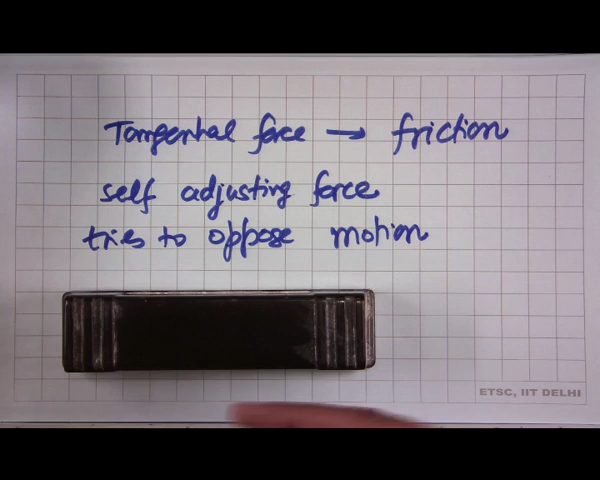 Tangential force → friction
self adjusting force
tries to oppose motion
ETSC, IIT DELHI